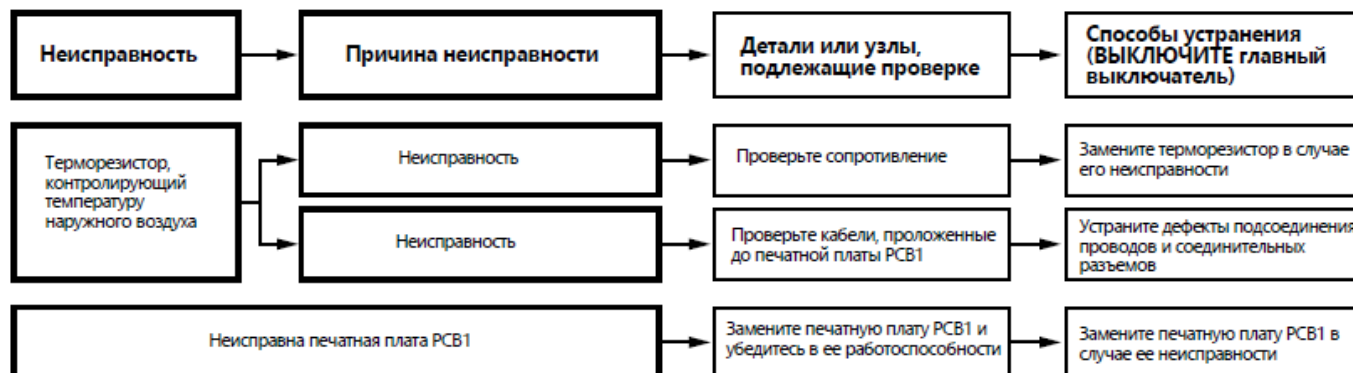 Неисправность
Причина неисправности
Детали или узлы,
подлежащие проверке
Способы устранения
(ВЫКЛЮЧИТЕ главный
выключатель)
Терморезистор,
контролирующий
температуру
наружного воздуха
Неисправность
Проверьте сопротивление
Замените терморезистор в случае
его неисправности
Неисправность
Проверьте кабели, проложенные
до печатной платы PCB1
Устраните дефекты подсоединения
проводов и соединительных
разъемов
Неисправна печатная плата PCB1
Замените печатную плату PCB1 и
убедитесь в ее работоспособности
Замените печатную плату PCB1 в
случае ее неисправности